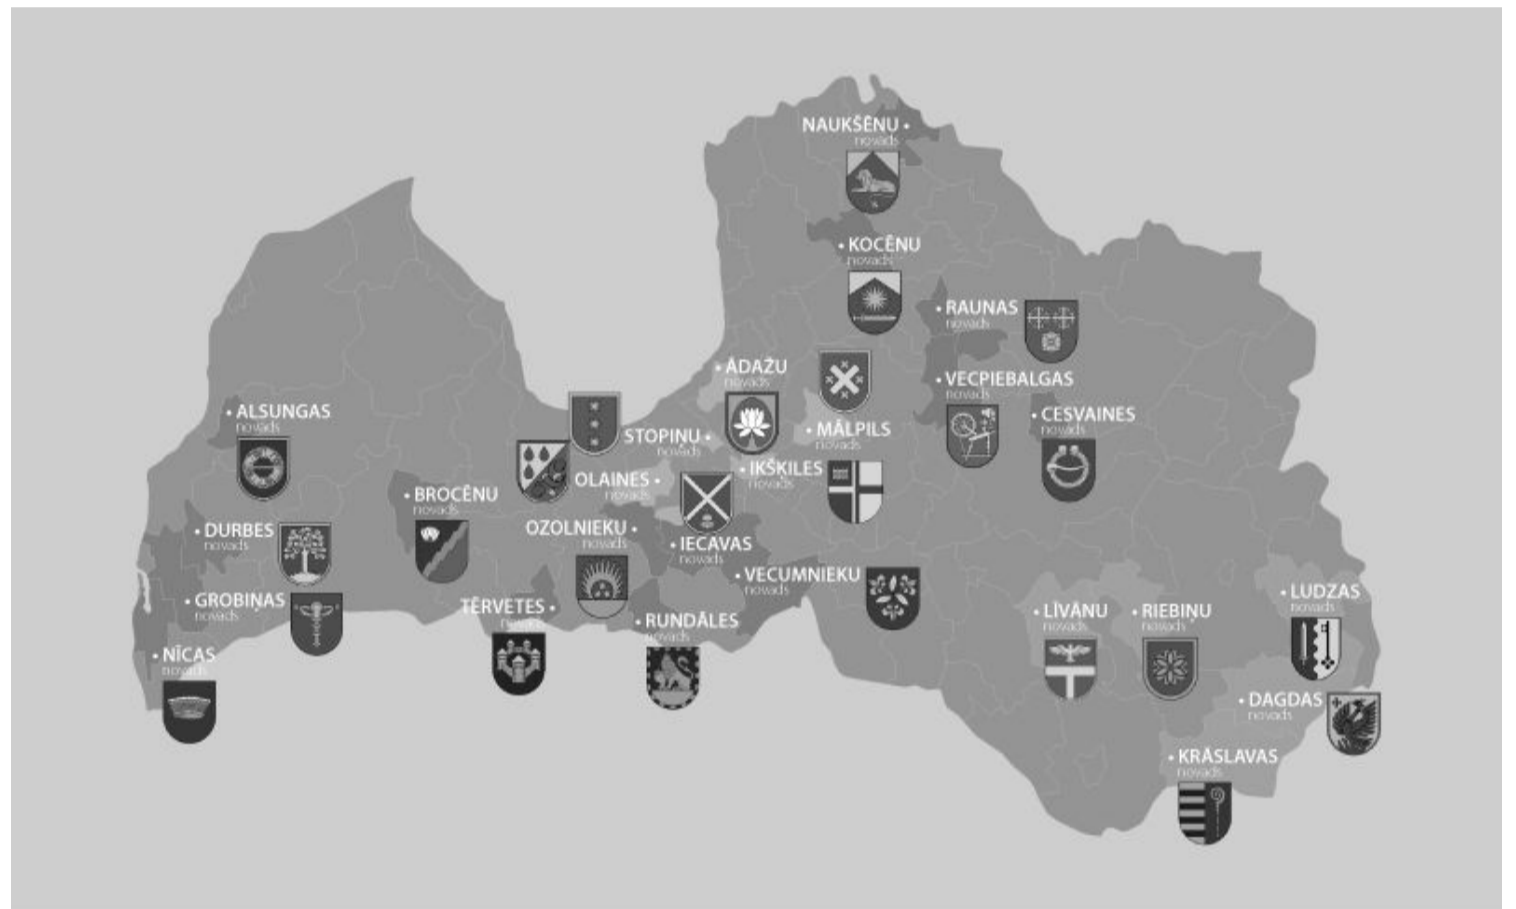 NAUKŠĒNU
novads
KOCĒNU
novads
RAUNAS
novads
ĀDAŽU
novads
VECPIEBALGAS
novads
ALSUNGAS
novads
CESVAINES
novads
MĀLPILS
novads
STOPIŅU
novads
IKŠĶILES
novads
OLAINES
novads
BROCĒNU
novads
DURBES
novads
OZOLNIEKU
novads
IECAVAS
novads
VECUMNIEKU
novads
GROBIŅAS
novads
TĒRVETES
novads
RUNDĀLES
novads
LĪVĀNU
novads
RIEBIŅU
novads
LUDZAS
novads
NĪCAS
novads
DAGDAS
novads
KRĀSLAVAS
novads